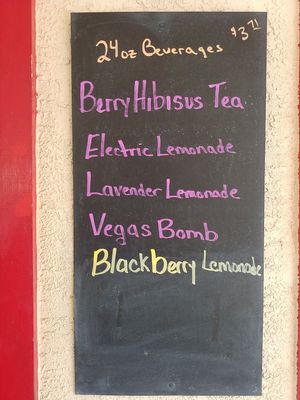 24oz Beverages $3.71
Berry Hibisus Tea
Electric Lemonade
Lavender Lemonade
Vegas Bomb
Blackberry Lemonade